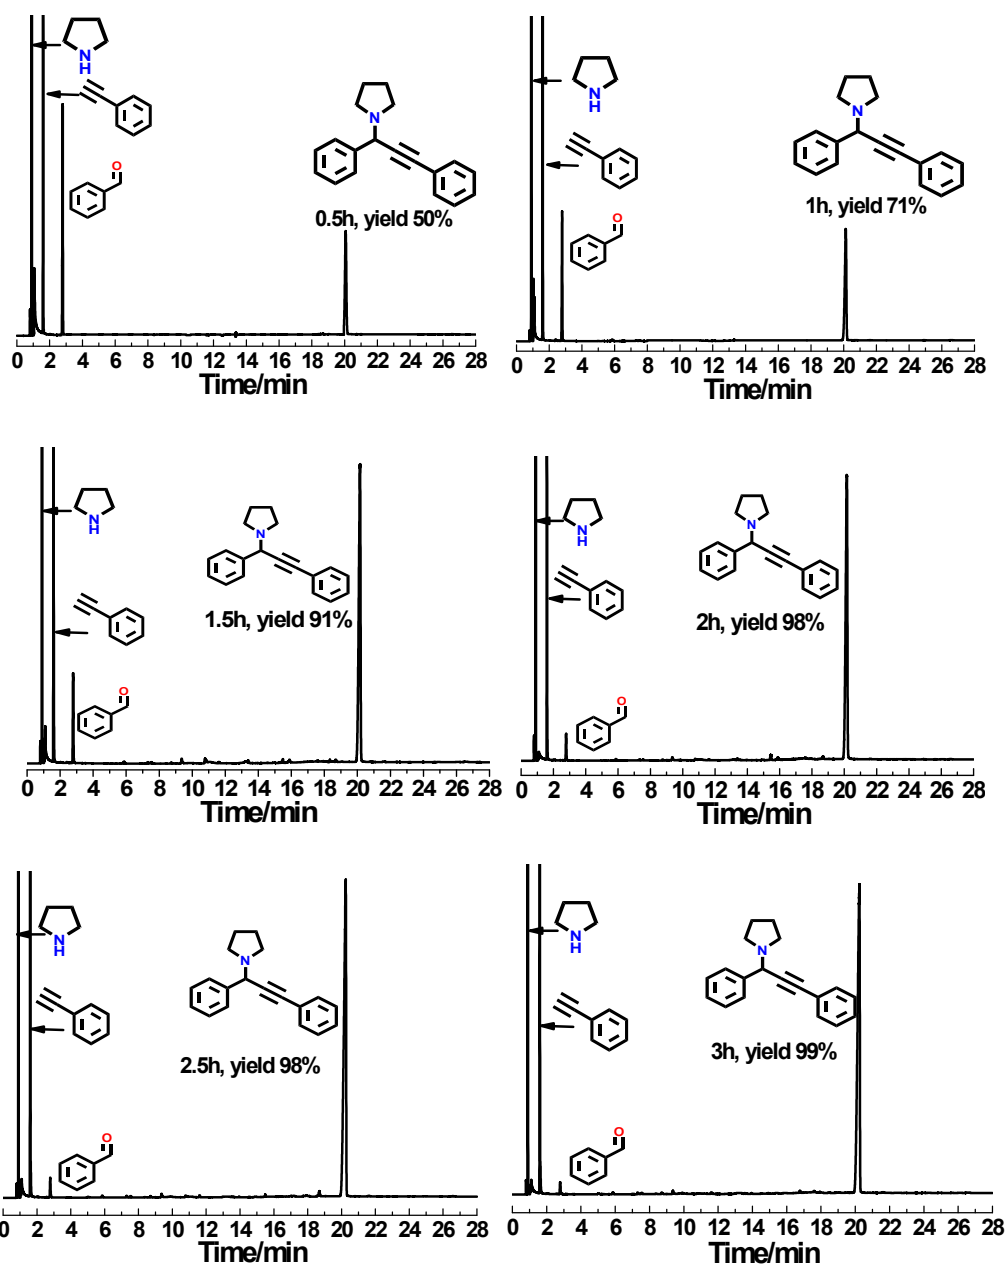 N
H
O
N
0.5h, yield 50%
0 2 4 6 8 10 12 14 16 18 20 22 24 26 28
Time/min
N
H
O
N
1h, yield 71%
0 2 4 6 8 10 12 14 16 18 20 22 24 26 28
Time/min
N
H
O
N
1.5h, yield 91%
0 2 4 6 8 10 12 14 16 18 20 22 24 26 28
Time/min
N
H
O
N
2h, yield 98%
0 2 4 6 8 10 12 14 16 18 20 22 24 26 28
Time/min
N
H
O
N
2.5h, yield 98%
0 2 4 6 8 10 12 14 16 18 20 22 24 26 28
Time/min
N
H
O
N
3h, yield 99%
0 2 4 6 8 10 12 14 16 18 20 22 24 26 28
Time/min